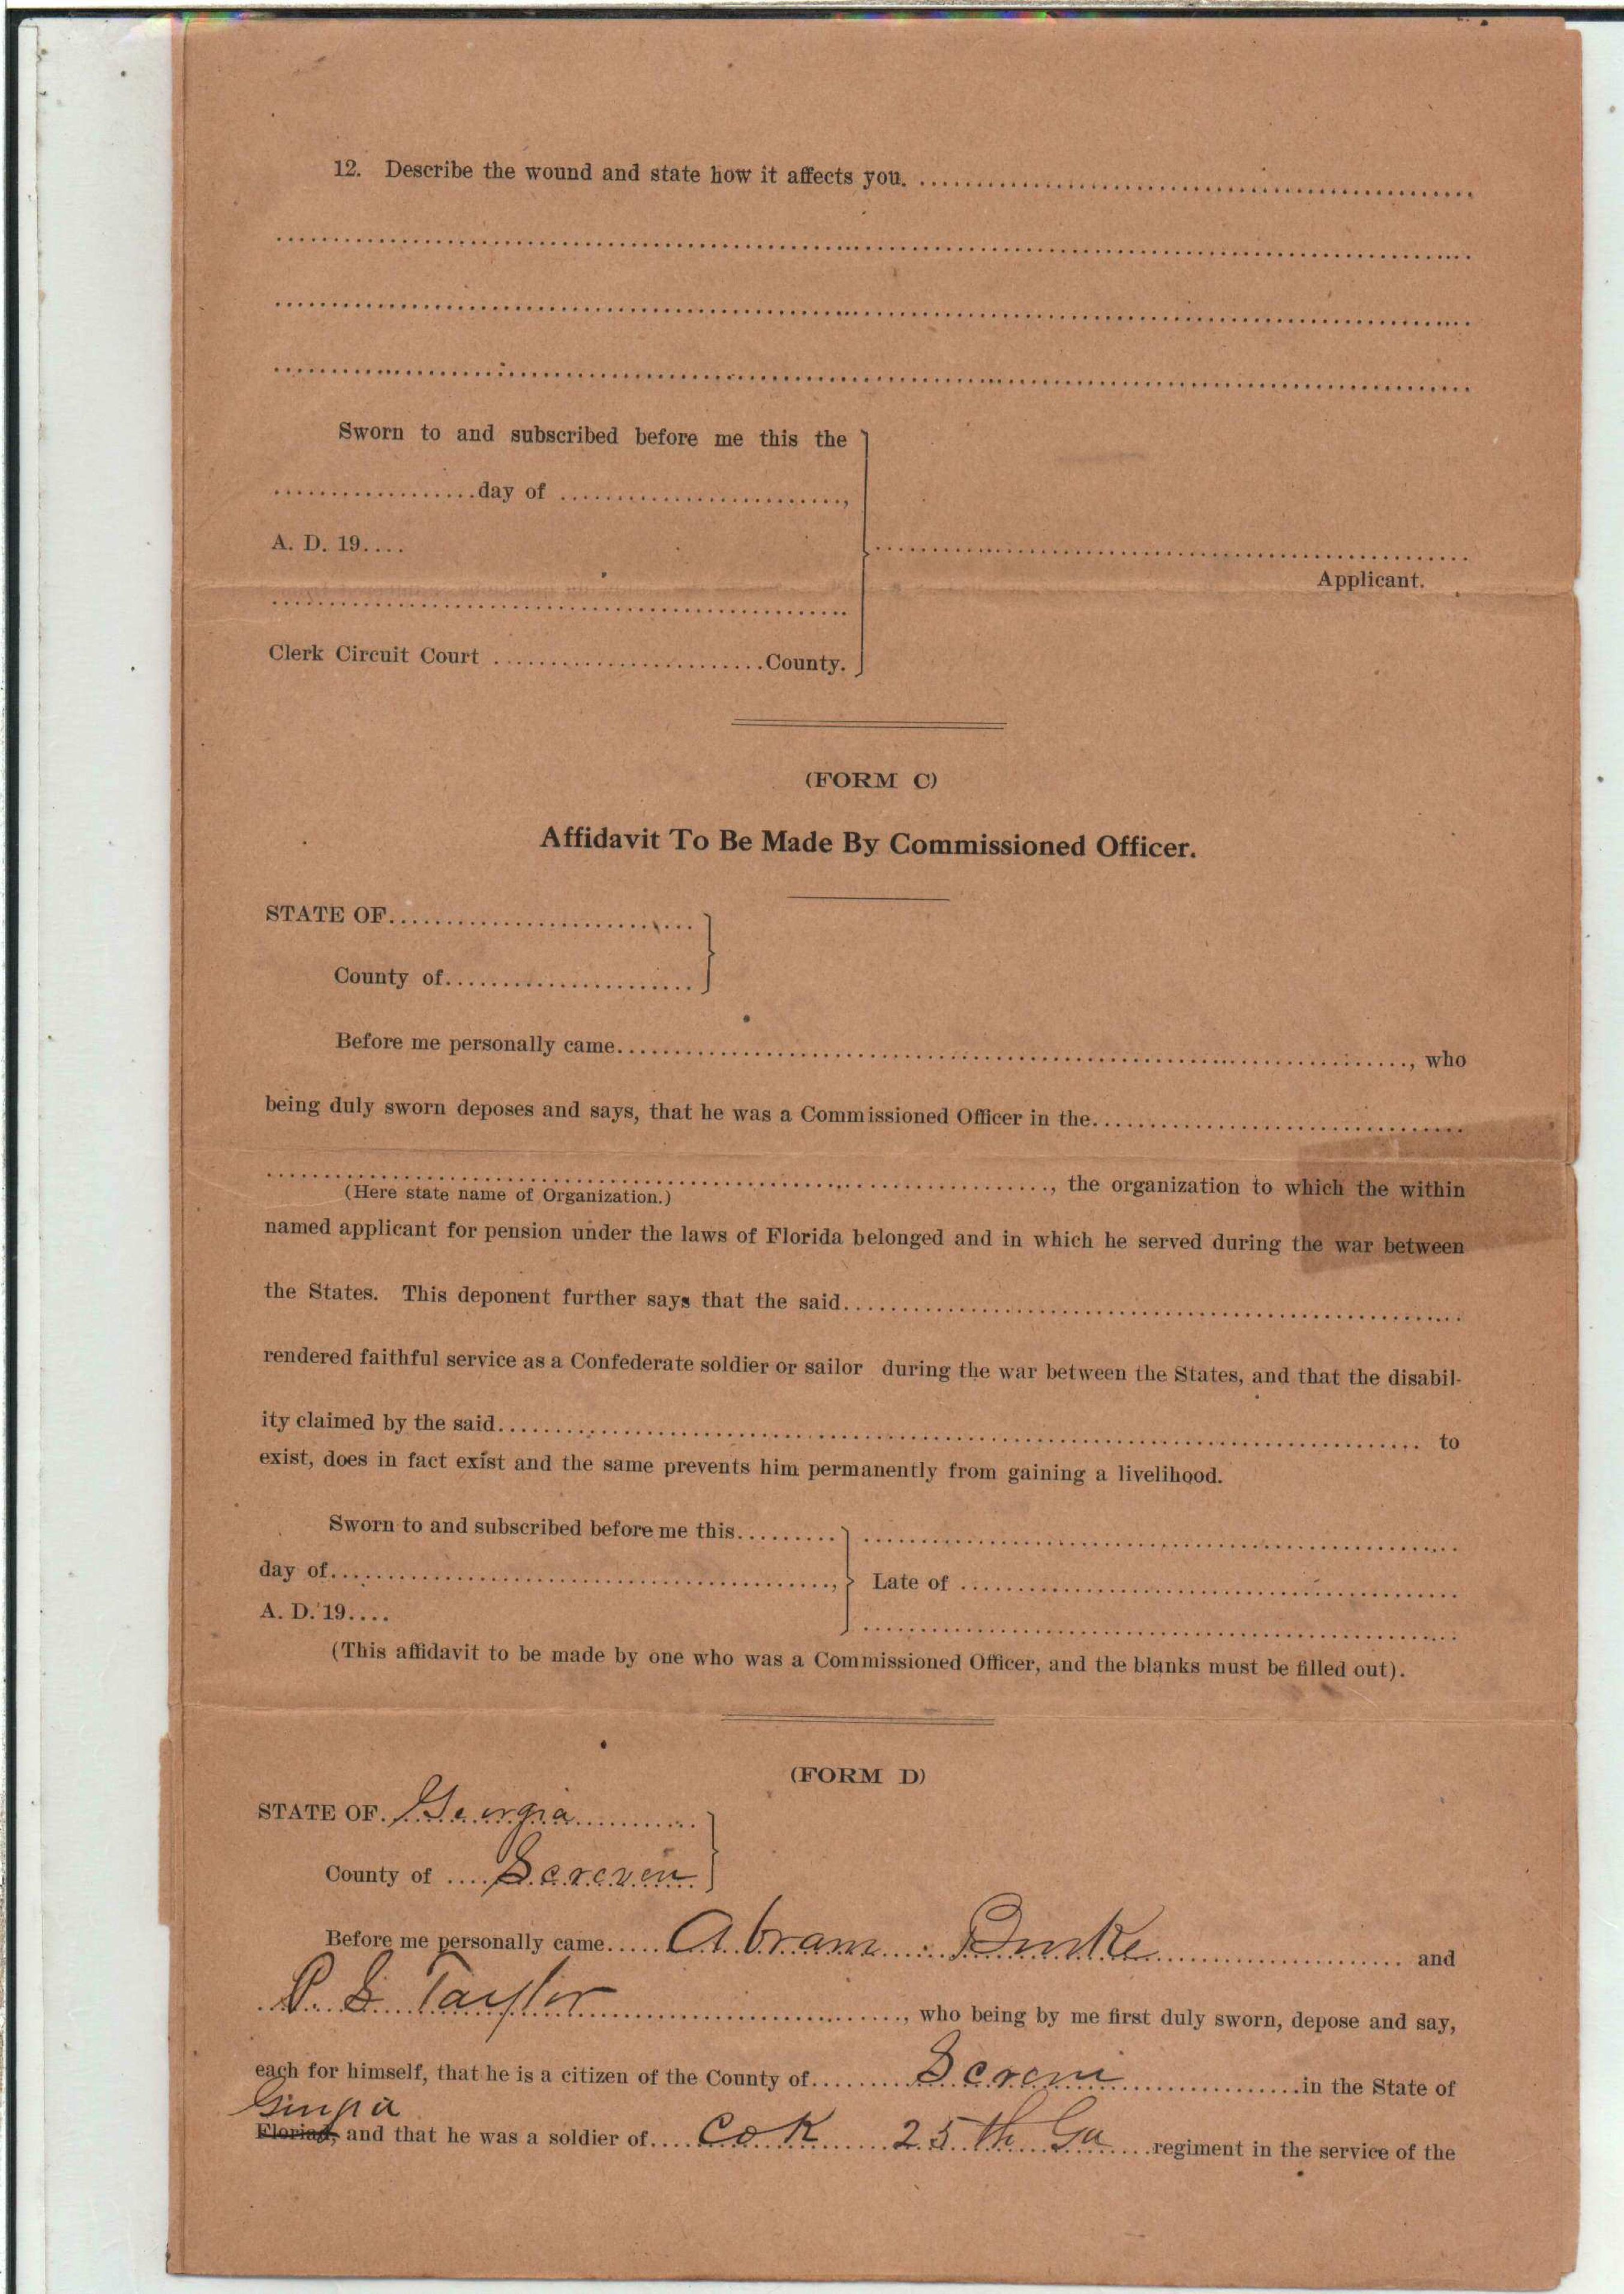 12. Describe the wound and state how it affects you. ..........
Sworn to and subscribed before me this the
..........day of ..........,
A. D. 19....
Applicant.
Clerk Circuit Court ..........County.
(FORM C)
Affidavit To Be Made By Commissioned Officer.
STATE OF..........
County of..........
Before me personally came.........., who
being duly sworn deposes and says, that he was a Commissioned Officer in the..........
.........., the organization to which the within
(Here state name of Organization.)
named applicant for pension under the laws of Florida belonged and in which he served during the war between
the States. This deponent further says that the said..........
rendered faithful service as a Confederate soldier or sailor during the war between the States, and that the disabil-
ity claimed by the said.......... to
exist, does in fact exist and the same prevents him permanently from gaining a livelihood.
Sworn to and subscribed before me this..........
day of..........,
Late of ..........
A. D. 19....
(This affidavit to be made by one who was a Commissioned Officer, and the blanks must be filled out).
(FORM D)
STATE OF. Georgia
County of .... Screven
Before me personally came..... Abram Burke and
P. S. Taylor, who being by me first duly sworn, depose and say,
each for himself, that he is a citizen of the County of........ Screven in the State of
Georgia
Floriad, and that he was a soldier of.... Co K 25 th Ga regiment in the service of the